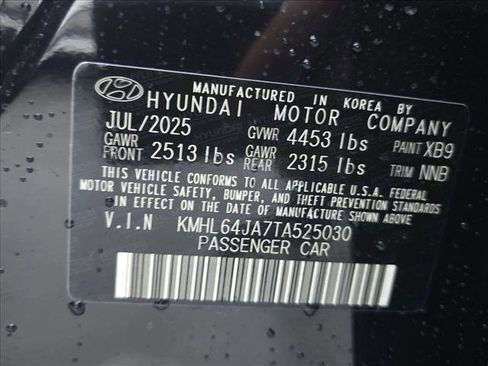 MANUFACTURED IN KOREA BY
HYUNDAI MOTOR COMPANY
JUL/2025 GVWR 4453 lbs PAINT XB9
GAWR FRONT 2513 lbs GAWR REAR 2315 lbs TRIM NNB
THIS VEHICLE CONFORMS TO ALL APPLICABLE U.S.A. FEDERAL
MOTOR VEHICLE SAFETY, BUMPER, AND THEFT PREVENTION STANDARDS
IN EFFECT ON THE DATE OF MANUFACTURE SHOWN ABOVE.
V.I.N KMHL64JA7TA525030
PASSENGER CAR